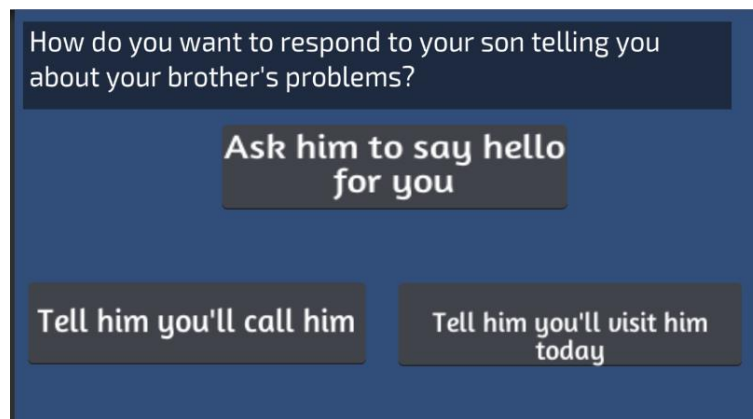 How do you want to respond to your son telling you
about your brother's problems?
Ask him to say hello
for you
Tell him you'll call him
Tell him you'll visit him
today